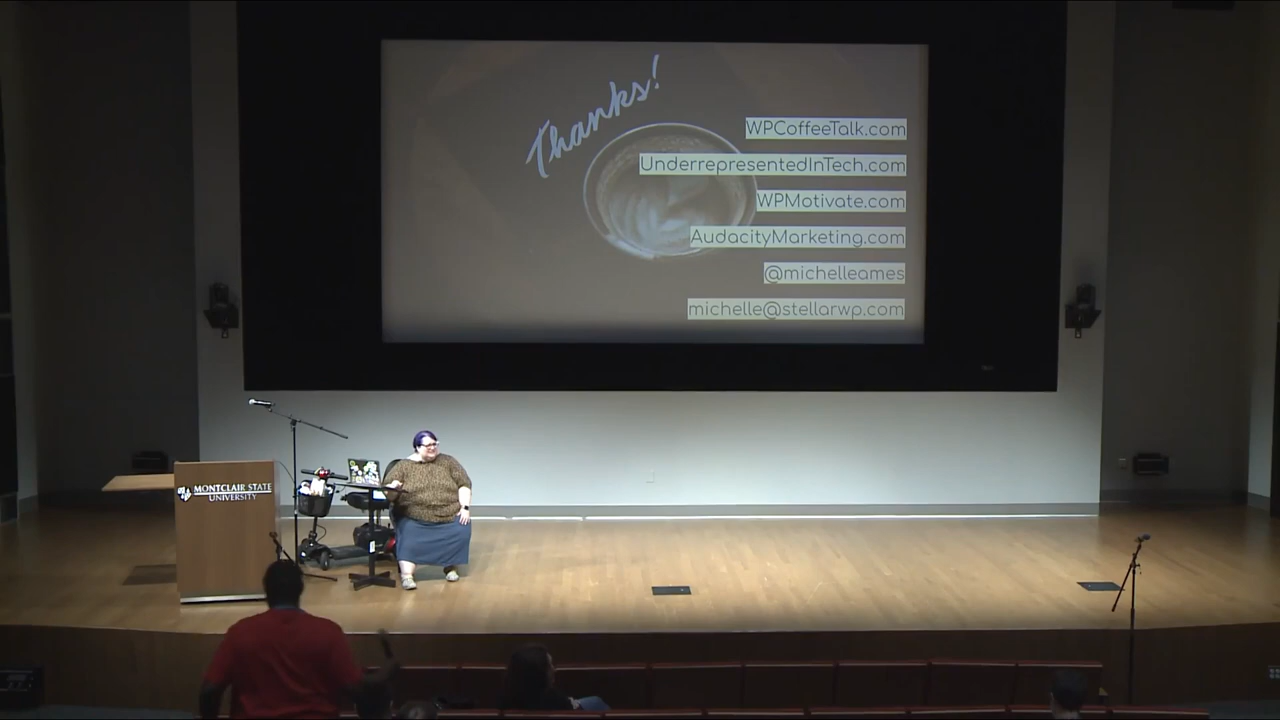 Thanks!
WPCoffeeTalk.com
UnderrepresentedInTech.com
WPMotivate.com
AudacityMarketing.com
@michelleames
michelle@stellarwp.com
MONTCLAIR STATE
UNIVERSITY